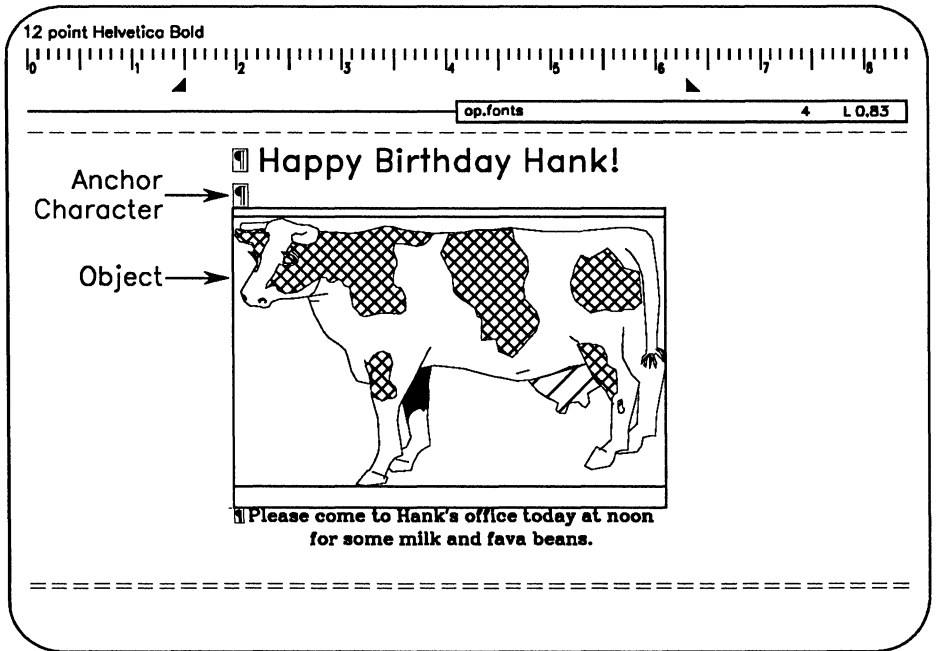 12 point Helvetica Bold
0 1 2 3 4 5 6 7 8
op.fonts 4 L 0.83
¶ Happy Birthday Hank!
Anchor
Character
¶
Object
¶ Please come to Hank's office today at noon
for some milk and fava beans.